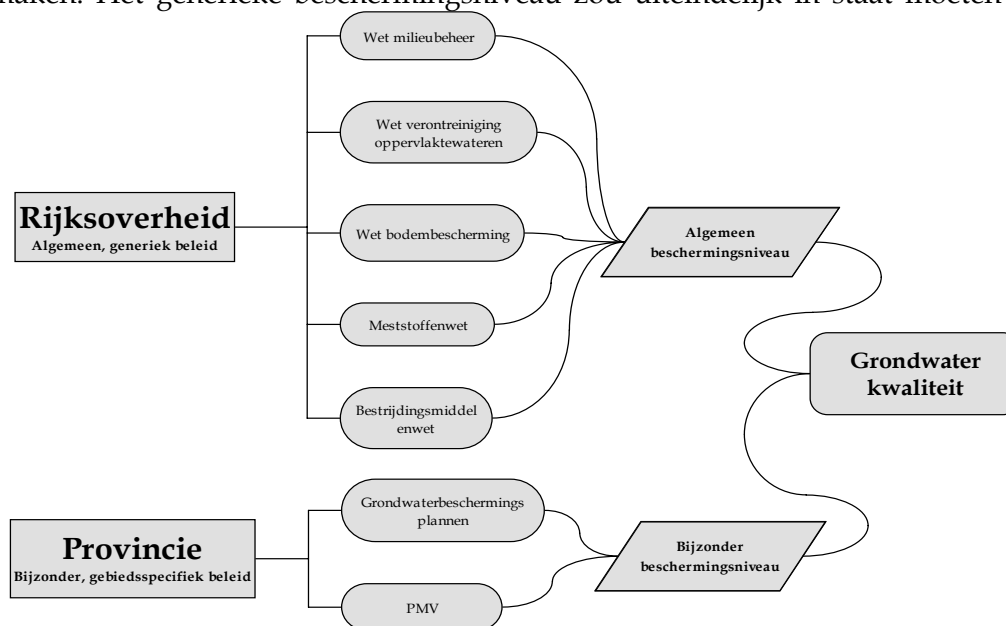 maken. Het generieke beschermingsniveau zou uiteindelijk in staat moeten
Wet milieubeheer
Wet verontreiniging
oppervlaktewateren
Rijksoverheid
Algemeen, generiek beleid
Wet bodembescherming
Algemeen
beschermingsniveau
Meststoffenwet
Grondwater
kwaliteit
Bestrijdingsmiddel
enwet
Grondwaterbeschermings
plannen
Provincie
Bijzonder, gebiedsspecifiek beleid
Bijzonder
beschermingsniveau
PMV